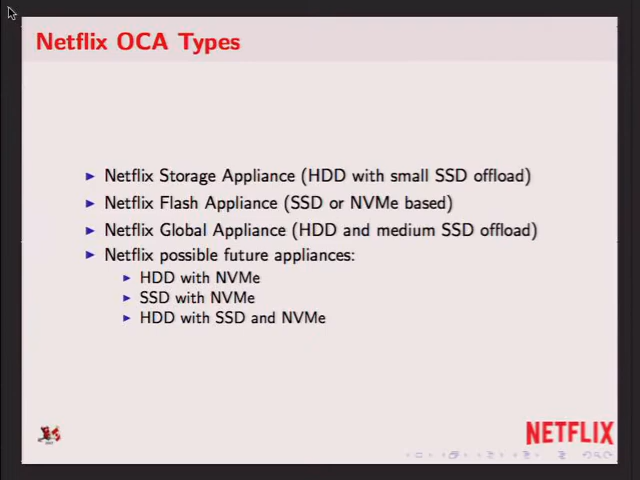 Netflix OCA Types
Netflix Storage Appliance (HDD with small SSD offload)
Netflix Flash Appliance (SSD or NVMe based)
Netflix Global Appliance (HDD and medium SSD offload)
Netflix possible future appliances:
HDD with NVMe
SSD with NVMe
HDD with SSD and NVMe
NETFLIX